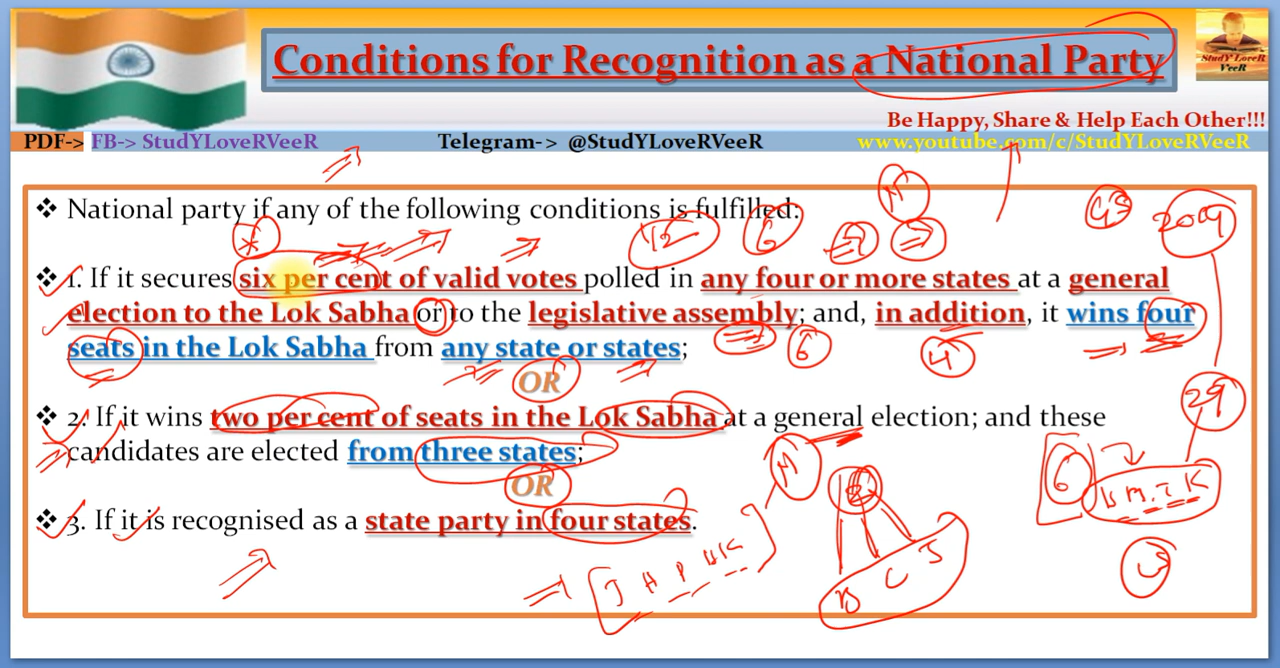 Conditions for Recognition as a National Party
StudY LoveR
VeeR
Be Happy, Share & Help Each Other!!!
PDF-> FB-> StudYLoveRVeeR Telegram-> @StudYLoveRVeeR www.youtube.com/c/StudYLoveRVeeR
❖ National party if any of the following conditions is fulfilled:
M
2009
12 6
❖ 1. If it secures six per cent of valid votes polled in any four or more states at a general
election to the Lok Sabha or to the legislative assembly; and, in addition, it wins four
seats in the Lok Sabha from any state or states;
6 4
OR
29
❖ 2. If it wins two per cent of seats in the Lok Sabha at a general election; and these
candidates are elected from three states;
M
6
OR
❖ 3. If it is recognised as a state party in four states.